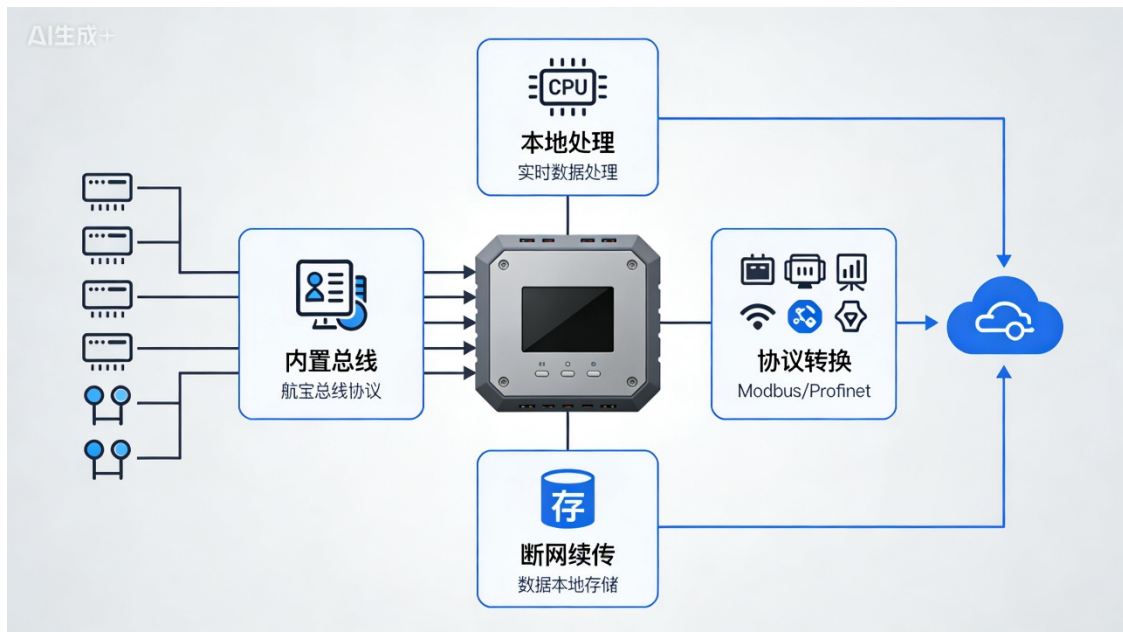 AI生成+
CPU
本地处理
实时数据处理
内置总线
航宝总线协议
协议转换
Modbus/Profinet
存
断网续传
数据本地存储